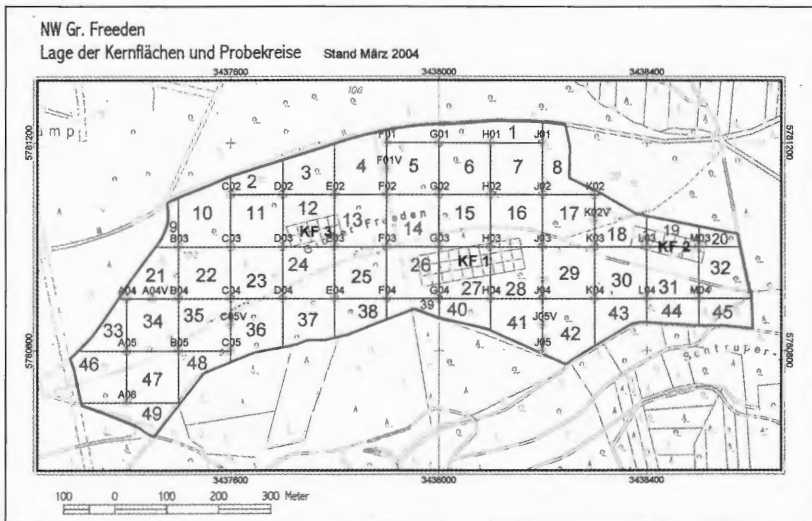 NW Gr. Freeden
Lage der Kernflächen und Probekreise Stand März 2004
3437600 3438000 3438400
106
ump
5781200 5781200
F01 G01 H01 1 J01
F01V
2 3 4 5 6 7 8
C02 D02 E02 F02 G02 H02 J02 K02
9 10 11 12 13 14 15 16 17 K02V 18 19 20
KF 3 Freeden KF 2
B03 C03 D03 E03 F03 G03 H03 J03 K03 L03 M03
21 22 23 24 25 26 KF 1 27 28 29 30 31 32
A04 A04V B04 C04 D04 E04 F04 G04 H04 J04 K04 L04 M04
33 34 35 C05V 36 37 38 39 40 41 J05V 42 43 44 45
A05 B05 C05 J05
5780800 5780800
46 47 48
Schtruper-
A06
49
3437600 3438000 3438400
100 0 100 200 300 Meter